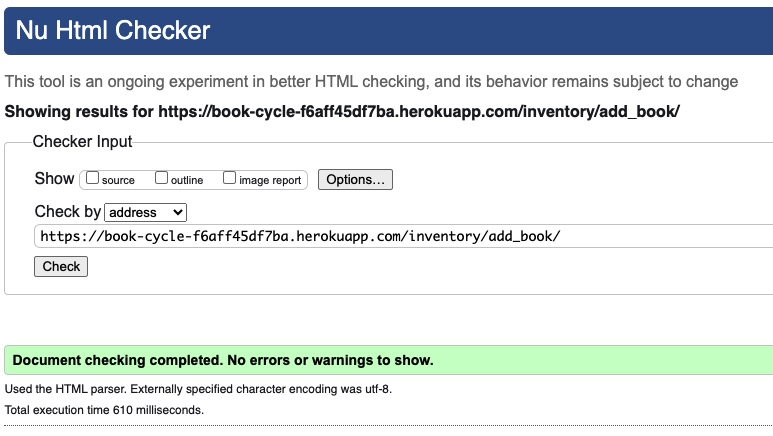 Nu Html Checker
This tool is an ongoing experiment in better HTML checking, and its behavior remains subject to change
Showing results for https://book-cycle-f6aff45df7ba.herokuapp.com/inventory/add_book/
Checker Input
Show source outline image report Options...
Check by address
https://book-cycle-f6aff45df7ba.herokuapp.com/inventory/add_book/
Check
Document checking completed. No errors or warnings to show.
Used the HTML parser. Externally specified character encoding was utf-8.
Total execution time 610 milliseconds.